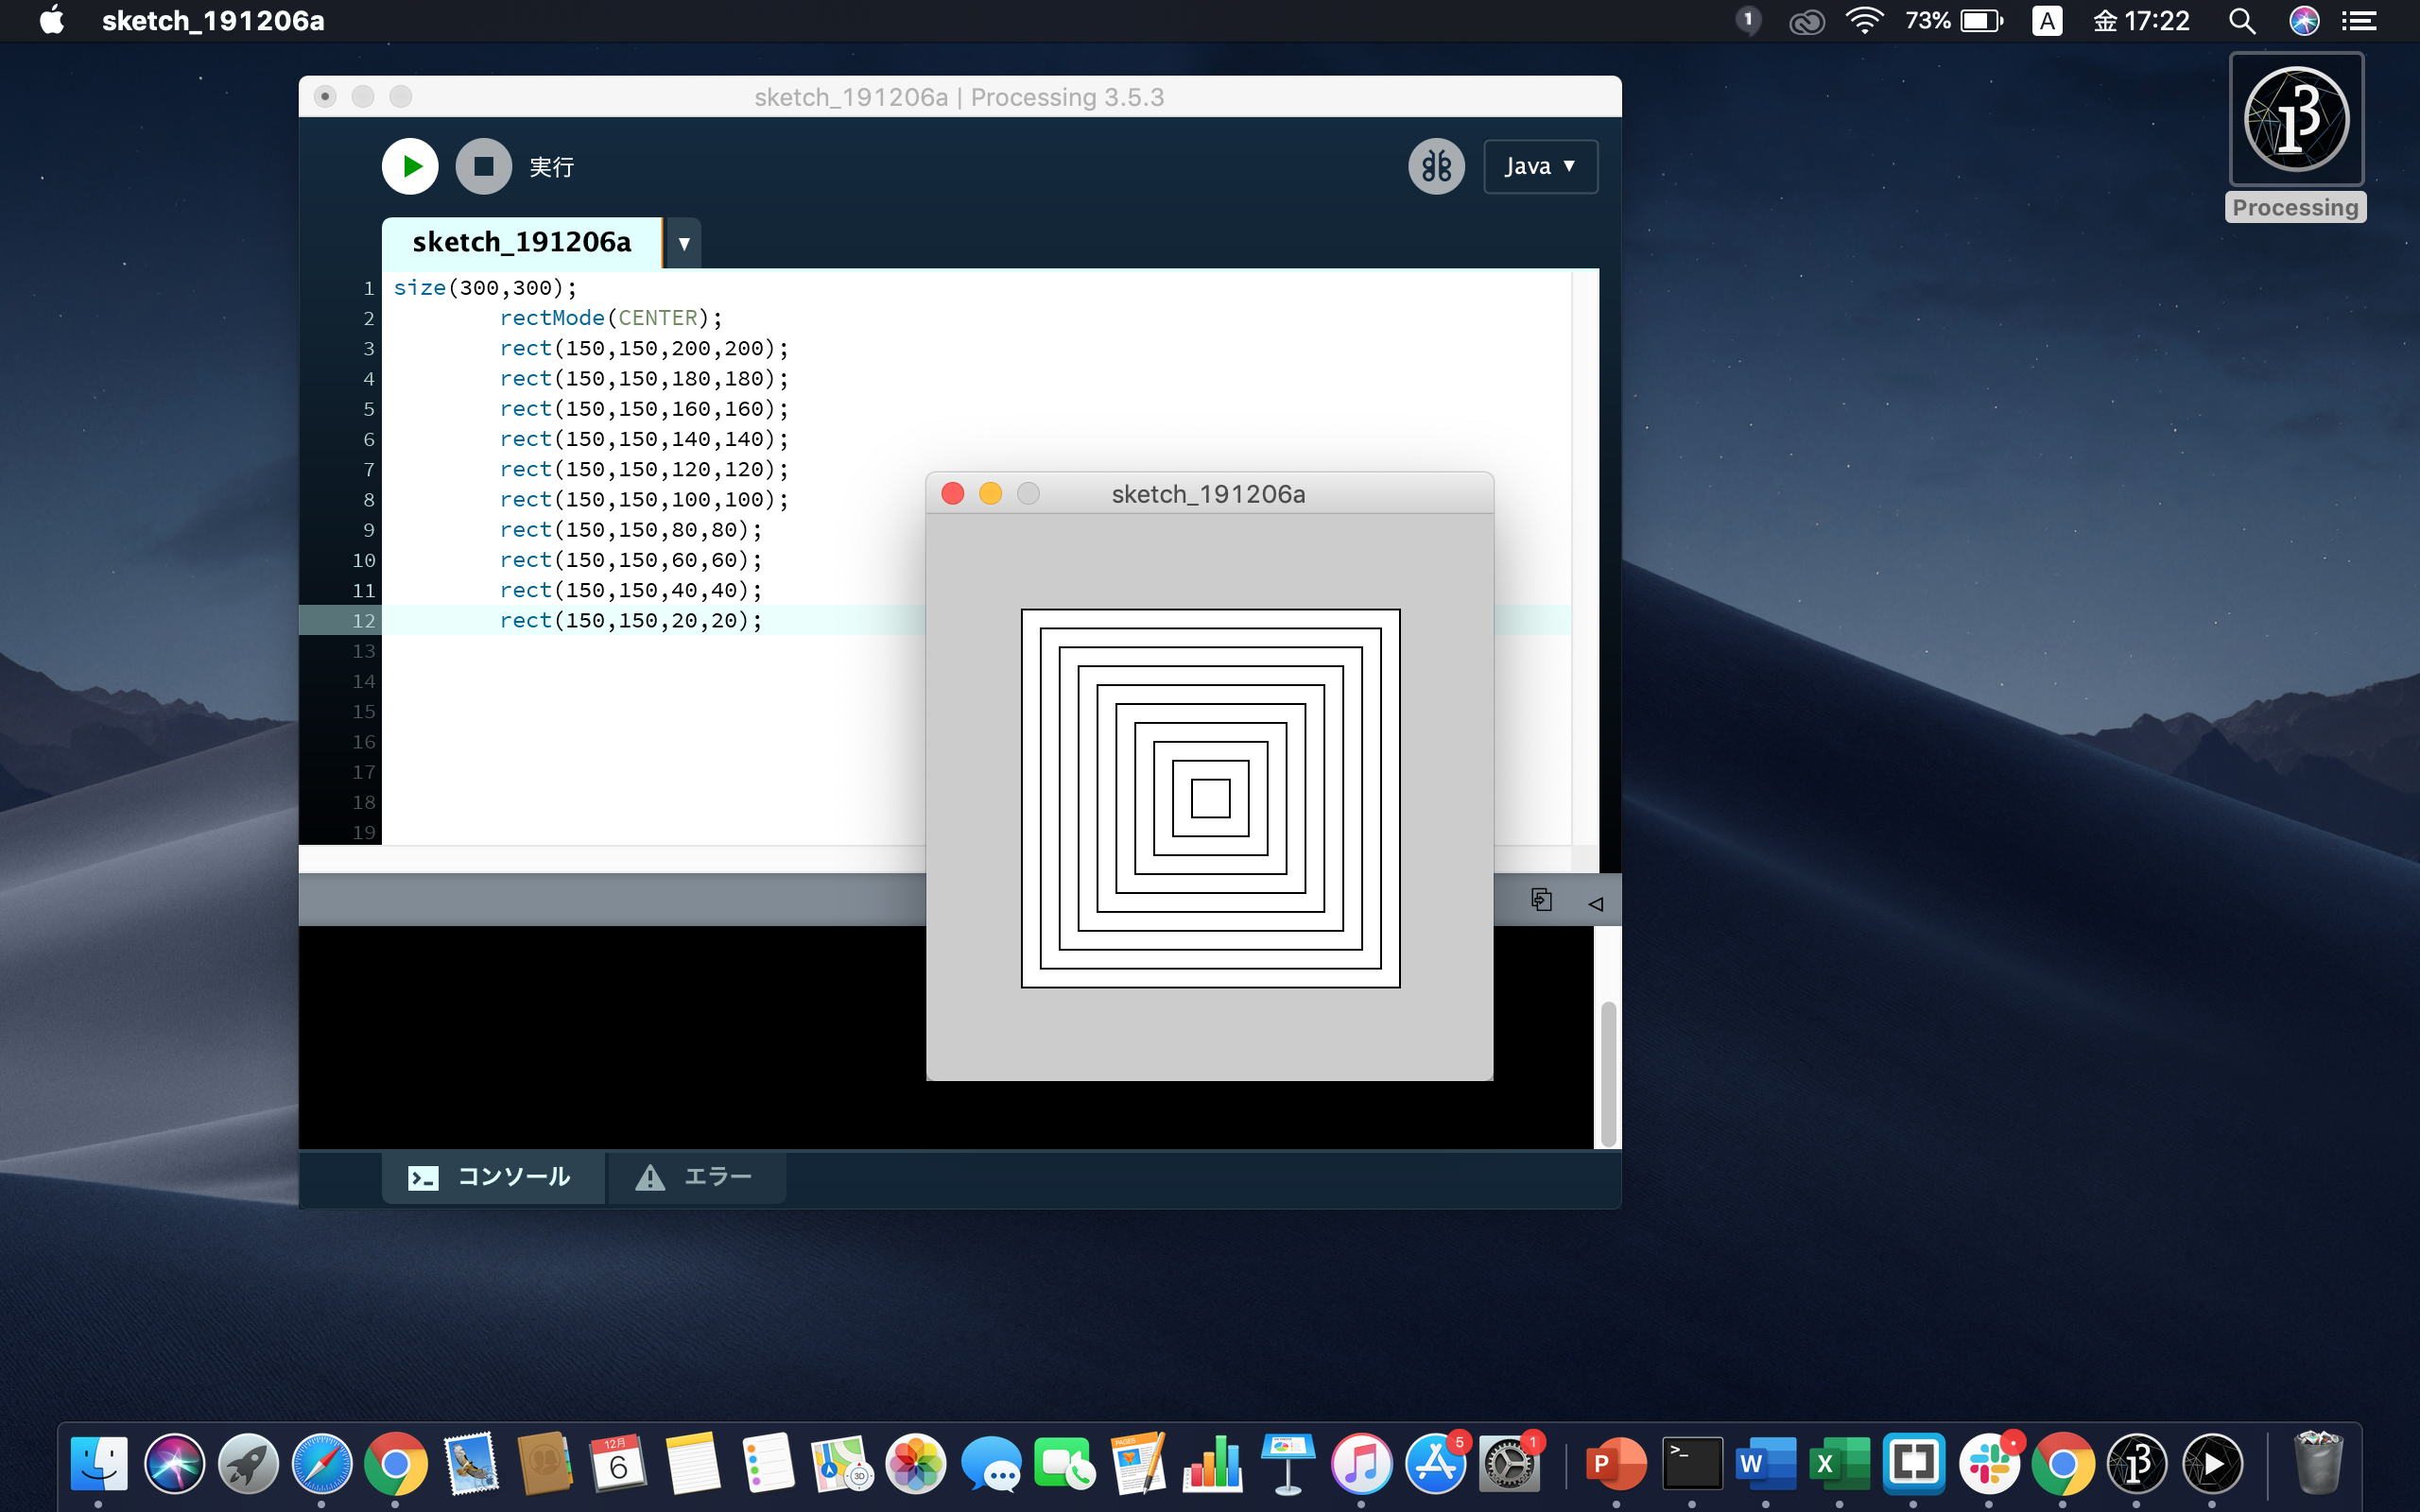 sketch_191206a
1
73%
A
金 17:22
Processing
sketch_191206a | Processing 3.5.3
実行
Java ▼
sketch_191206a ▼
1 size(300,300);
2 rectMode(CENTER);
3 rect(150,150,200,200);
4 rect(150,150,180,180);
5 rect(150,150,160,160);
6 rect(150,150,140,140);
7 rect(150,150,120,120);
8 rect(150,150,100,100);
9 rect(150,150,80,80);
10 rect(150,150,60,60);
11 rect(150,150,40,40);
12 rect(150,150,20,20);
13
14
15
16
17
18
19
sketch_191206a
コンソール
エラー
12月
6
3D
PAGES
5
1
P
>_
W
X